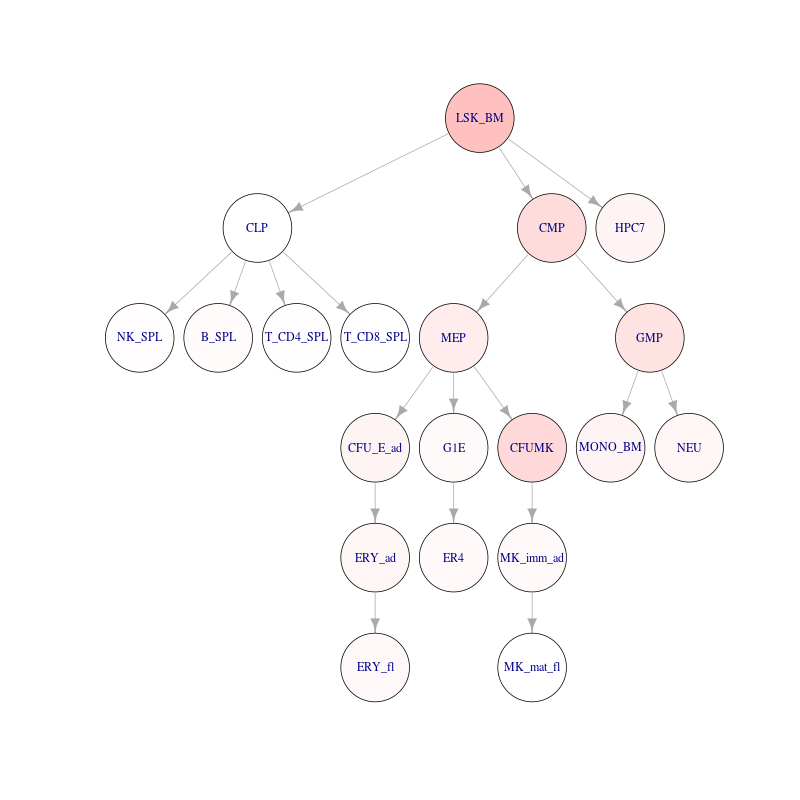 LSK_BM
CLP
CMP
HPC7
NK_SPL
B_SPL
T_CD4_SPL
T_CD8_SPL
MEP
GMP
CFU_E_ad
G1E
CFUMK
MONO_BM
NEU
ERY_ad
ER4
MK_imm_ad
ERY_fl
MK_mat_fl